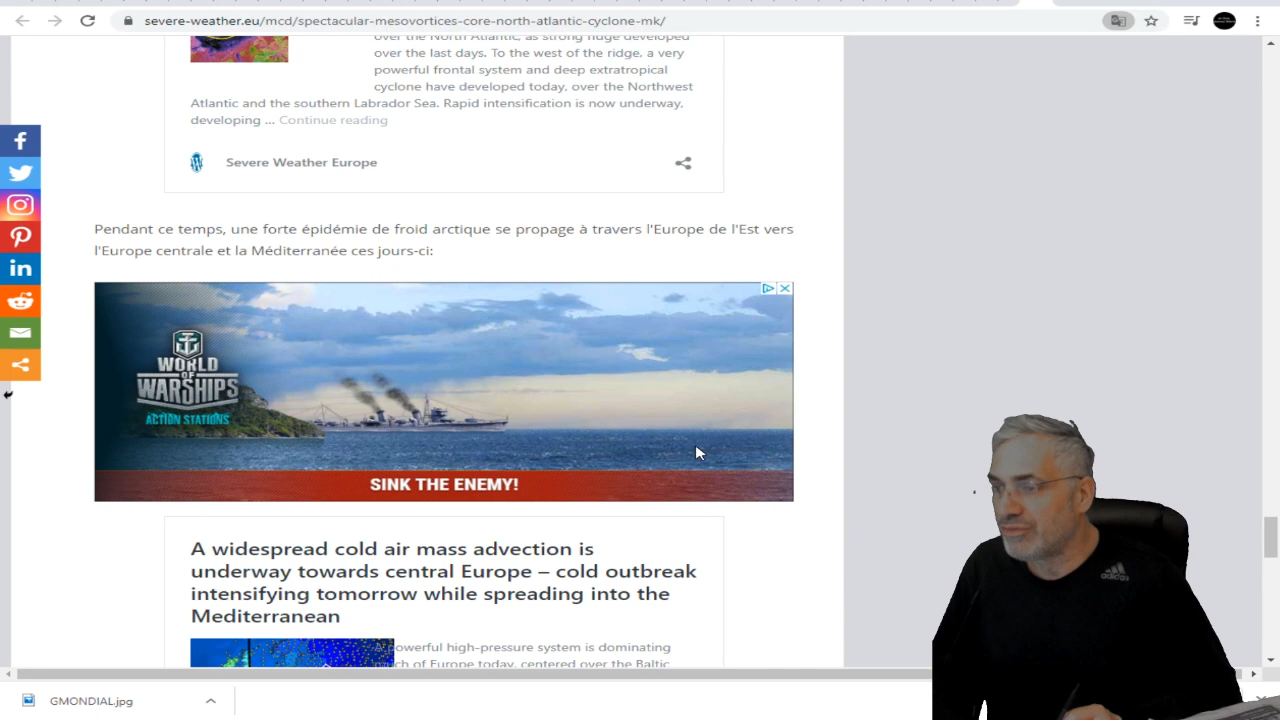 severe-weather.eu/mcd/spectacular-mesovortices-core-north-atlantic-cyclone-mk/
over the North Atlantic, as strong huge developed
over the last days. To the west of the ridge, a very
powerful frontal system and deep extratropical
cyclone have developed today, over the Northwest
Atlantic and the southern Labrador Sea. Rapid intensification is now underway,
developing ... Continue reading
Severe Weather Europe
Pendant ce temps, une forte épidémie de froid arctique se propage à travers l'Europe de l'Est vers
l'Europe centrale et la Méditerranée ces jours-ci:
WORLD
OF
WARSHIPS
ACTION STATIONS
SINK THE ENEMY!
A widespread cold air mass advection is
underway towards central Europe – cold outbreak
intensifying tomorrow while spreading into the
Mediterranean
powerful high-pressure system is dominating
much of Europe today, centered over the Baltic
adidas
GMONDIAL.jpg